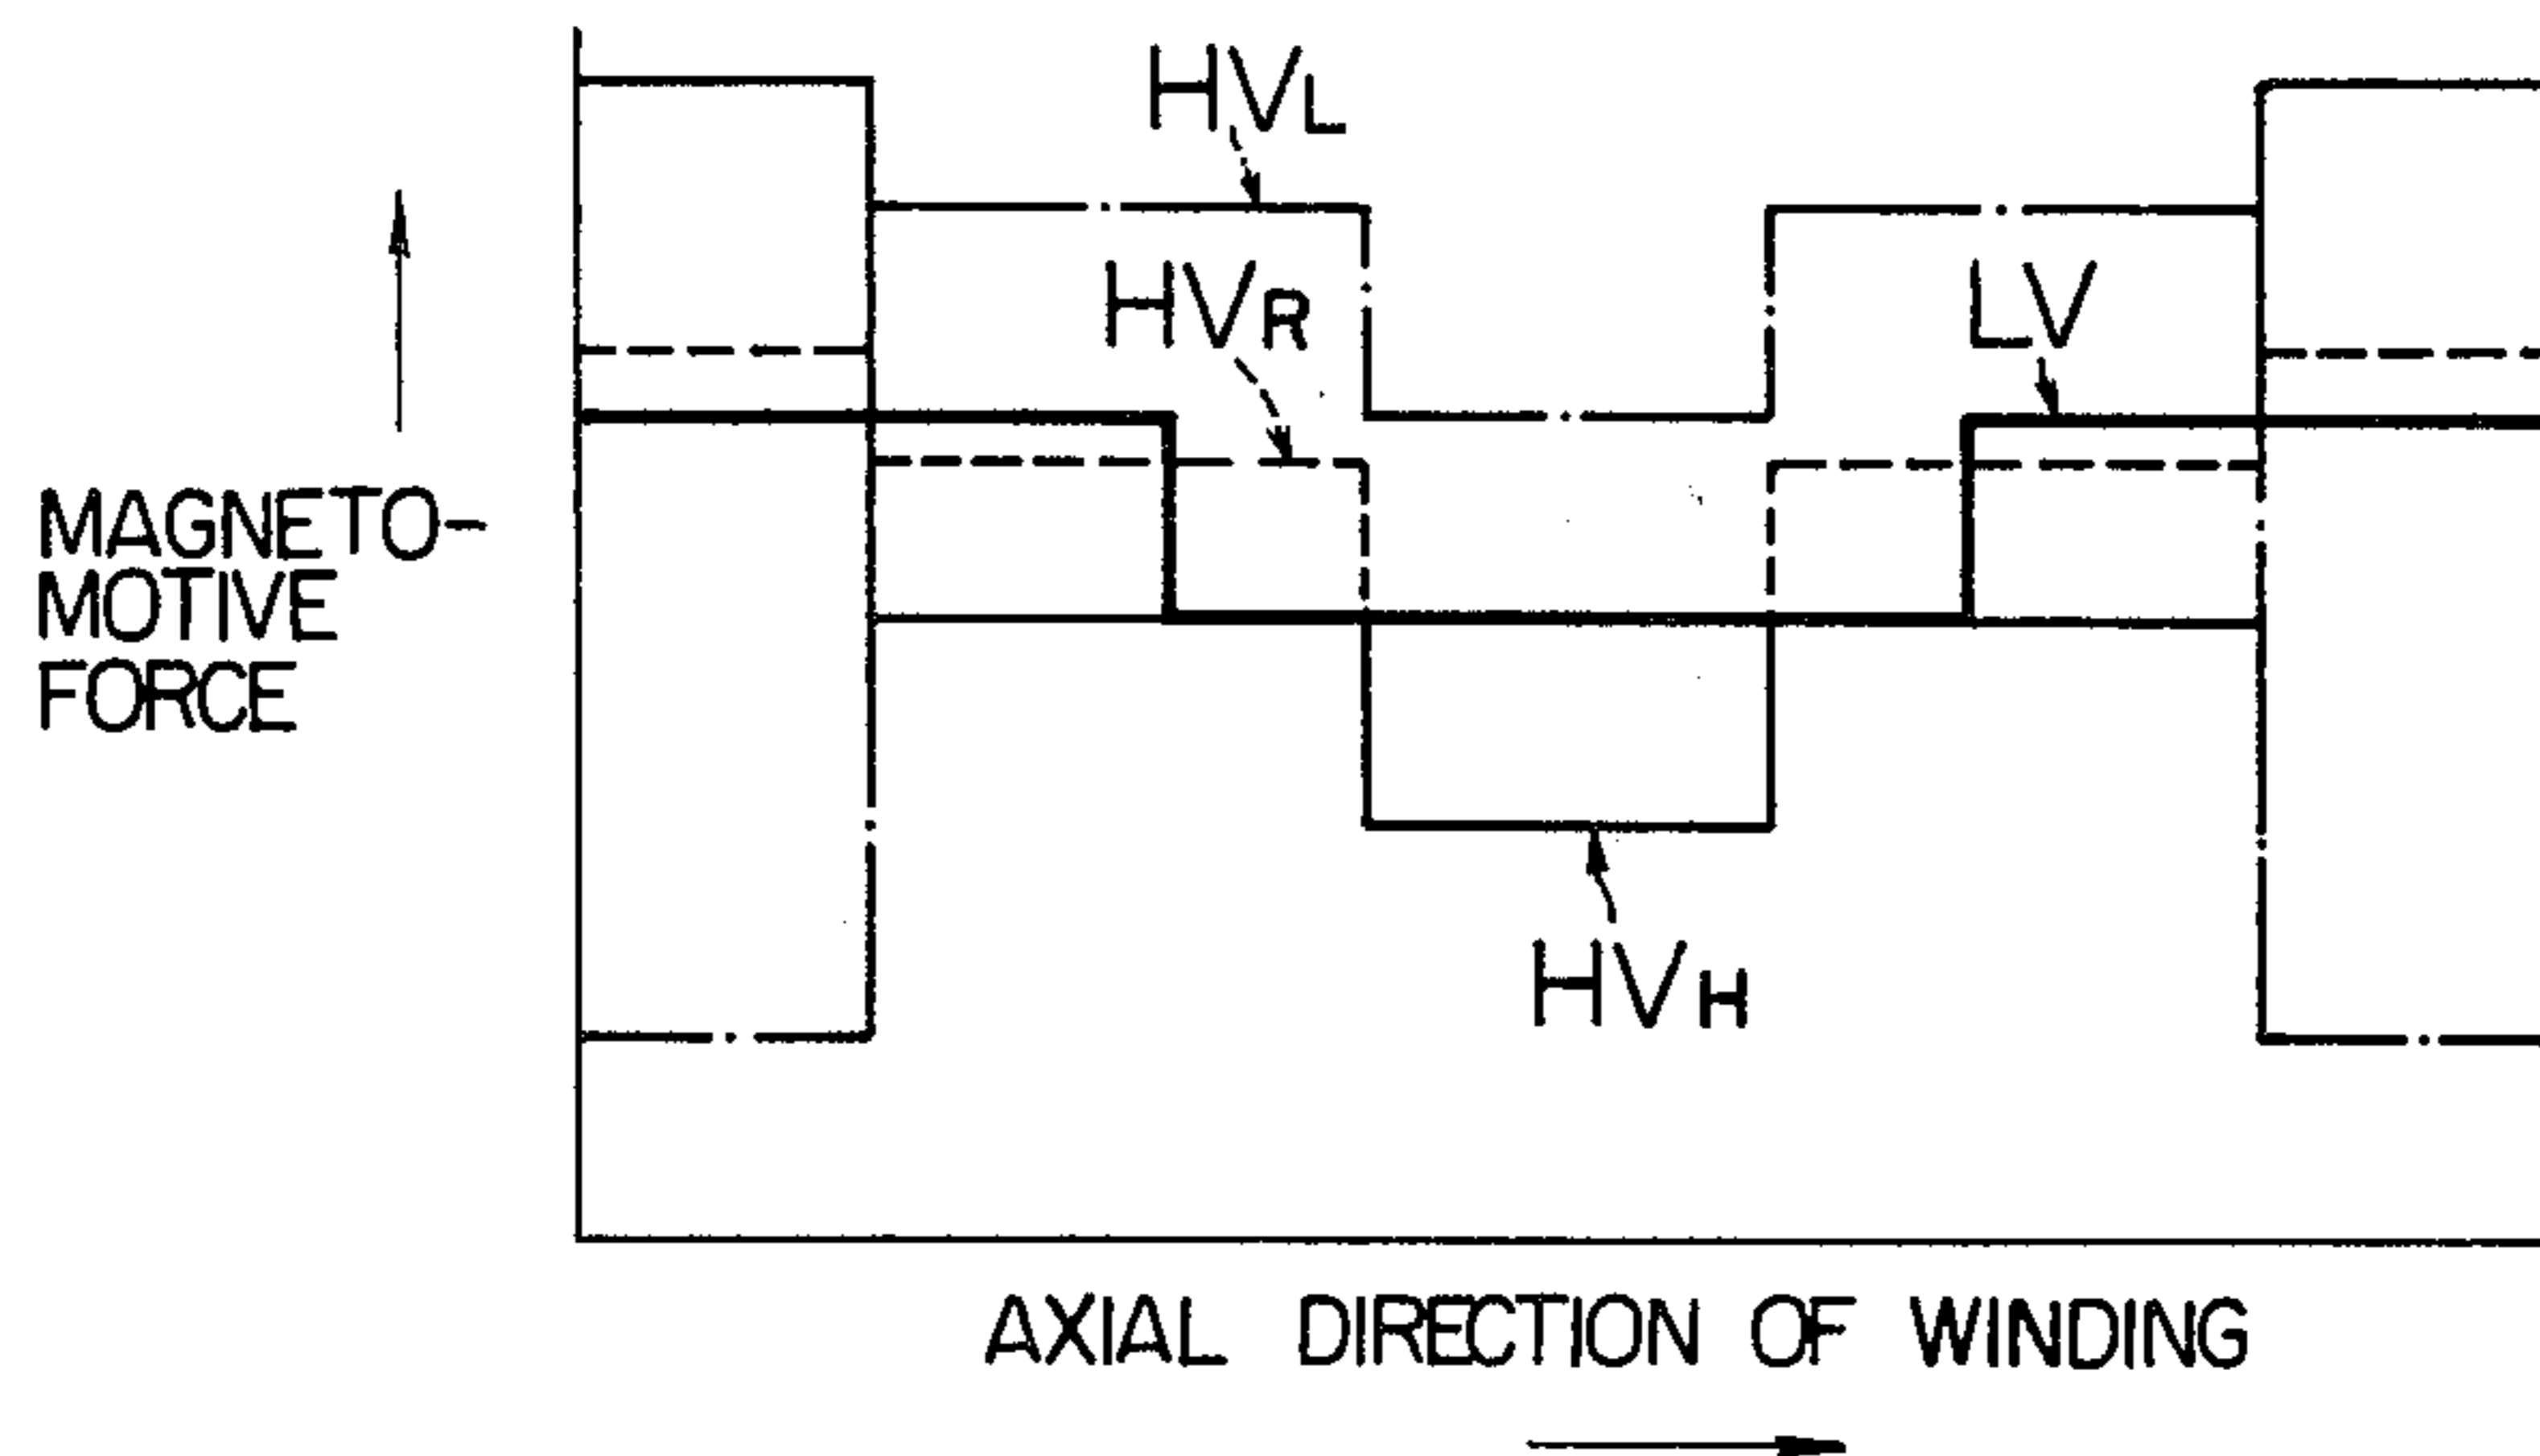 HVL
HVR
LV
MAGNETO-
MOTIVE
FORCE
HVH
AXIAL DIRECTION OF WINDING